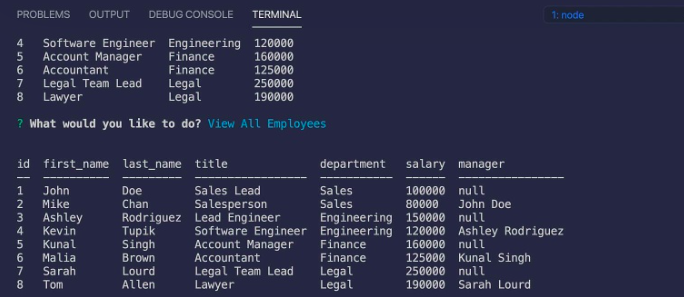 PROBLEMS OUTPUT DEBUG CONSOLE TERMINAL 1: node
4 Software Engineer Engineering 120000
5 Account Manager Finance 160000
6 Accountant Finance 125000
7 Legal Team Lead Legal 250000
8 Lawyer Legal 190000
? What would you like to do? View All Employees
id first_name last_name title department salary manager
-- ---------- --------- ----------------- ----------- ------ ----------------
1 John Doe Sales Lead Sales 100000 null
2 Mike Chan Salesperson Sales 80000 John Doe
3 Ashley Rodriguez Lead Engineer Engineering 150000 null
4 Kevin Tupik Software Engineer Engineering 120000 Ashley Rodriguez
5 Kunal Singh Account Manager Finance 160000 null
6 Malia Brown Accountant Finance 125000 Kunal Singh
7 Sarah Lourd Legal Team Lead Legal 250000 null
8 Tom Allen Lawyer Legal 190000 Sarah Lourd